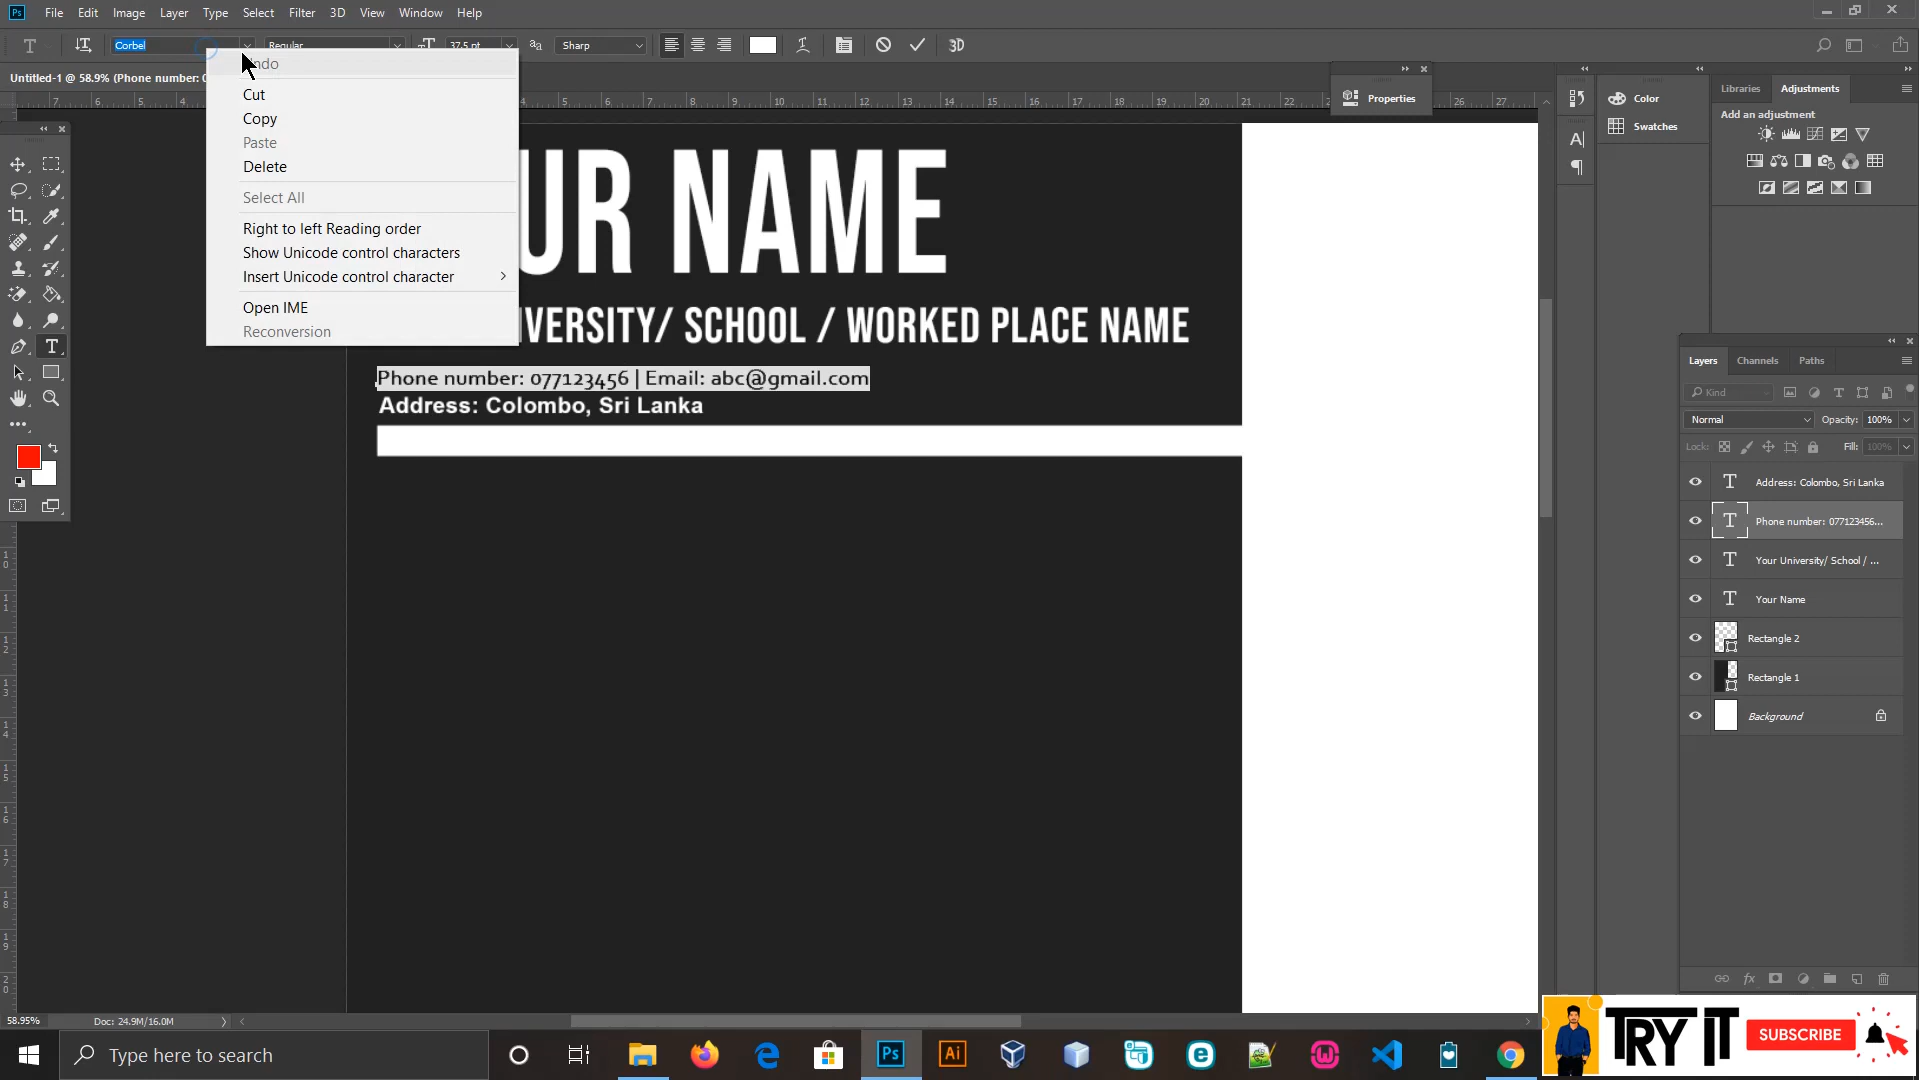 File Edit Image Layer Type Select Filter 3D View Window Help
Corbel Regular 37.5 pt Sharp 3D
Untitled-1 @ 58.9% (Phone number:
Undo
Cut
Copy
Paste
Delete
Select All
Right to left Reading order
Show Unicode control characters
Insert Unicode control character
Open IME
Reconversion
UR NAME
IVERSITY/ SCHOOL / WORKED PLACE NAME
Phone number: 077123456 | Email: abc@gmail.com
Address: Colombo, Sri Lanka
Properties
Color
Swatches
Libraries Adjustments
Add an adjustment
Layers Channels Paths
Kind
Normal Opacity: 100%
Lock: Fill: 100%
Address: Colombo, Sri Lanka
Phone number: 077123456...
Your University/ School / ...
Your Name
Rectangle 2
Rectangle 1
Background
58.95% Doc: 24.9M/16.0M
Type here to search
TRY IT SUBSCRIBE